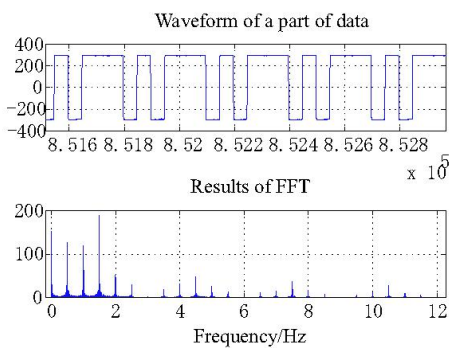 Waveform of a part of data
400
200
0
−200
−400
8.516 8.518 8.52 8.522 8.524 8.526 8.528
x 10^5
Results of FFT
200
100
0
0 2 4 6 8 10 12
Frequency/Hz